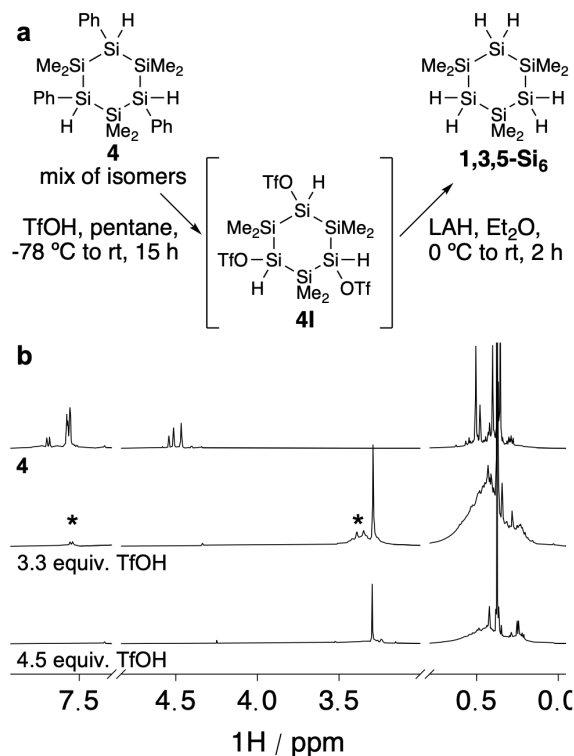 a
Ph H
Si
Me₂Si SiMe₂
Ph Si Si H
H Si Ph
Me₂
4
mix of isomers
TfOH, pentane,
-78 ºC to rt, 15 h
TfO H
Si
Me₂Si SiMe₂
TfO Si Si H
H Si OTf
Me₂
4I
H H
Si
Me₂Si SiMe₂
H Si Si H
H Si H
Me₂
1,3,5-Si₆
LAH, Et₂O,
0 ºC to rt, 2 h
b
4
* *
3.3 equiv. TfOH
4.5 equiv. TfOH
7.5 4.5 4.0 3.5 0.5 0.0
1H / ppm